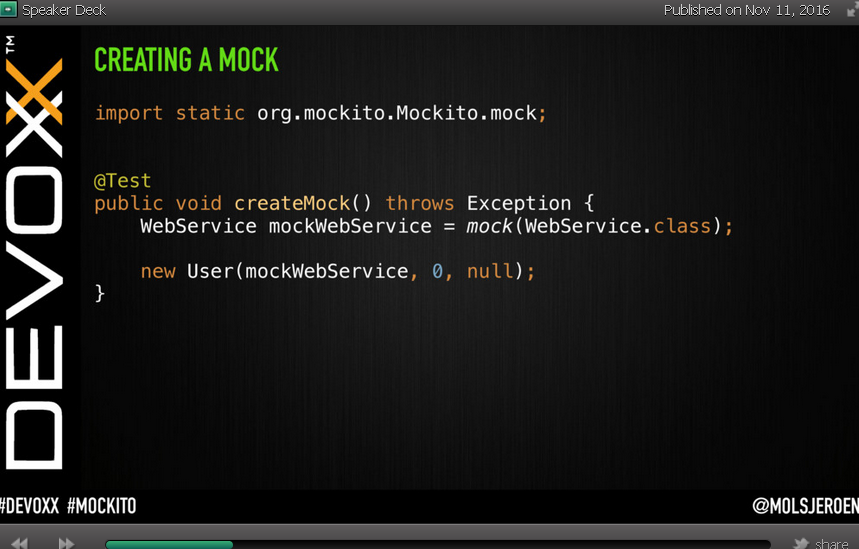 Speaker Deck
Published on Nov 11, 2016
DEVOXX™
CREATING A MOCK
import static org.mockito.Mockito.mock;
@Test
public void createMock() throws Exception {
    WebService mockWebService = mock(WebService.class);
    new User(mockWebService, 0, null);
}
#DEVOXX #MOCKITO
@MOLSJEROEN
share